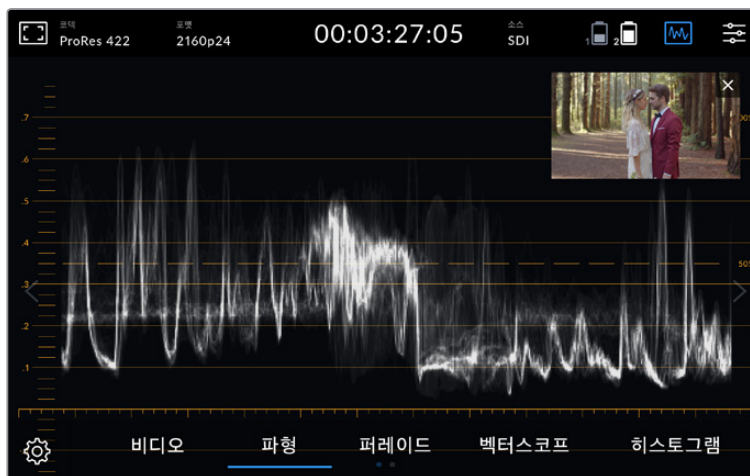 코덱
ProRes 422
포맷
2160p24
00:03:27:05
소스
SDI
1
2
.7
.6
.5
.4
.3
.2
.1
50%
비디오
파형
퍼레이드
벡터스코프
히스토그램